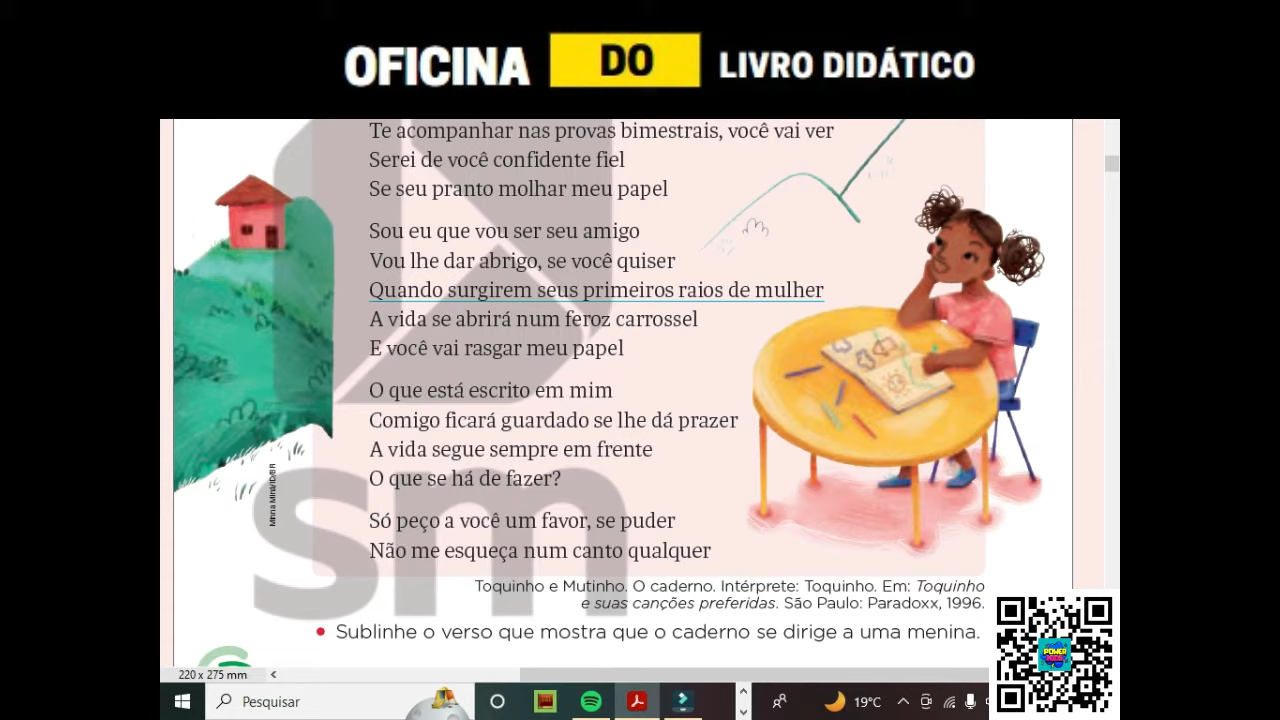 OFICINA DO LIVRO DIDÁTICO
Te acompanhar nas provas bimestrais, você vai ver
Serei de você confidente fiel
Se seu pranto molhar meu papel
Sou eu que vou ser seu amigo
Vou lhe dar abrigo, se você quiser
Quando surgirem seus primeiros raios de mulher
A vida se abrirá num feroz carrossel
E você vai rasgar meu papel
O que está escrito em mim
Comigo ficará guardado se lhe dá prazer
A vida segue sempre em frente
O que se há de fazer?
Só peço a você um favor, se puder
Não me esqueça num canto qualquer
Toquinho e Mutinho. O caderno. Intérprete: Toquinho. Em: Toquinho
e suas canções preferidas. São Paulo: Paradoxx, 1996.
• Sublinhe o verso que mostra que o caderno se dirige a uma menina.
sm
220 x 275 mm
Pesquisar
19°C
POWER